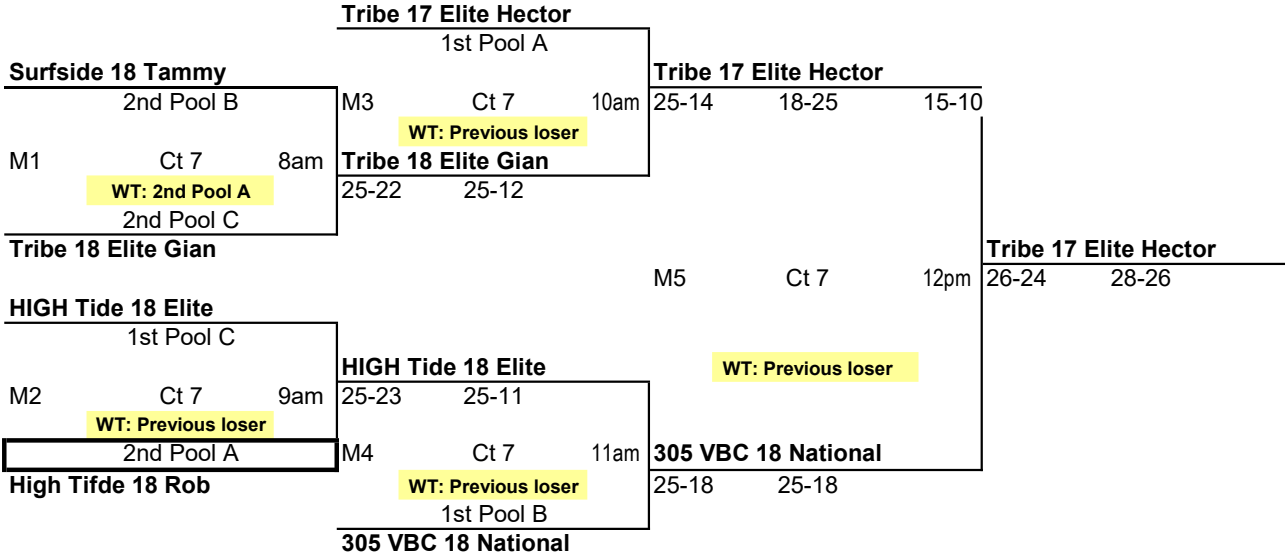 Tribe 17 Elite Hector
1st Pool A
Surfside 18 Tammy
Tribe 17 Elite Hector
2nd Pool B
M3 Ct 7 10am
25-14 18-25 15-10
WT: Previous loser
M1 Ct 7 8am
Tribe 18 Elite Gian
WT: 2nd Pool A
25-22 25-12
2nd Pool C
Tribe 18 Elite Gian
Tribe 17 Elite Hector
M5 Ct 7 12pm
26-24 28-26
HIGH Tide 18 Elite
1st Pool C
HIGH Tide 18 Elite
WT: Previous loser
M2 Ct 7 9am
25-23 25-11
WT: Previous loser
2nd Pool A
M4 Ct 7 11am
305 VBC 18 National
High Tifde 18 Rob
WT: Previous loser
25-18 25-18
1st Pool B
305 VBC 18 National